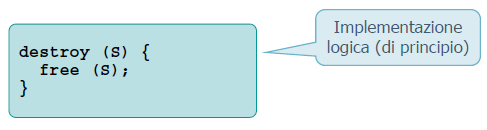 destroy (S) {
  free (S);
}
Implementazione
logica (di principio)